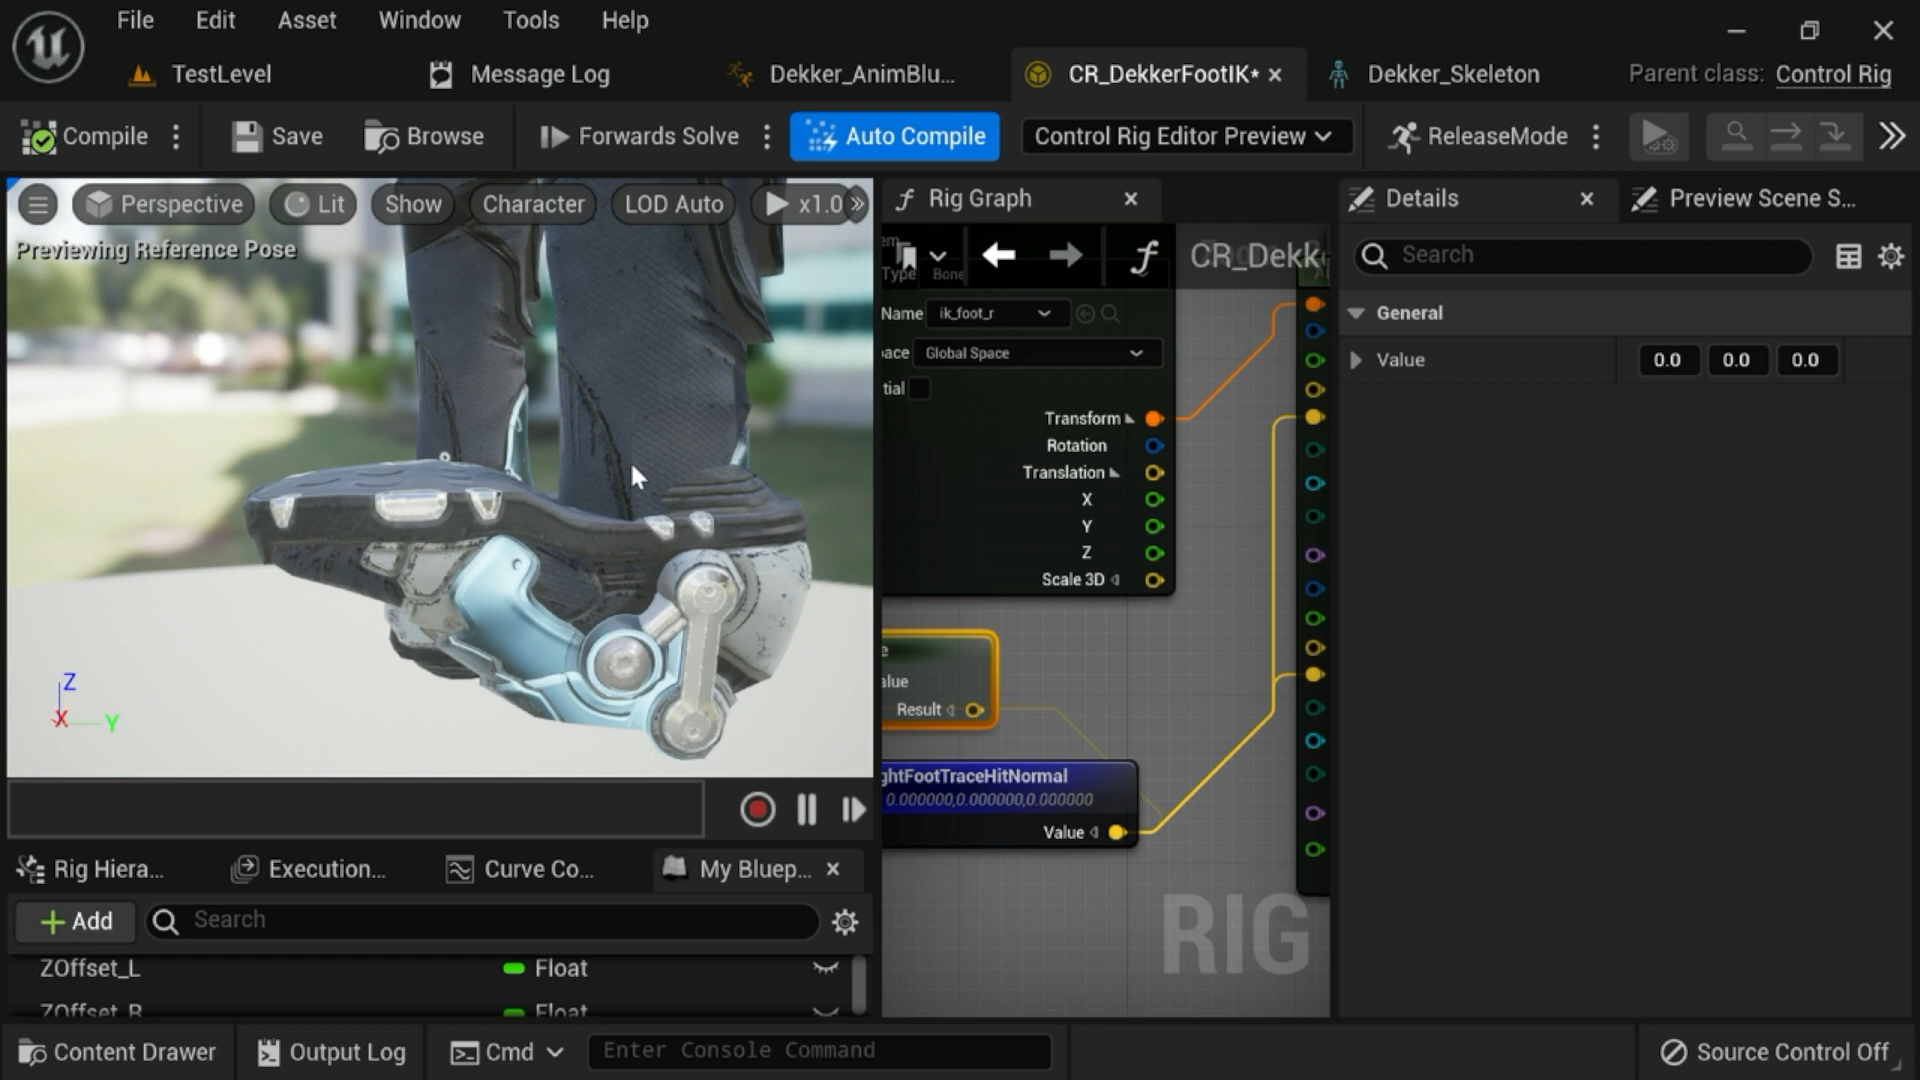 File Edit Asset Window Tools Help
TestLevel Message Log Dekker_AnimBlu... CR_DekkerFootIK* Dekker_Skeleton Parent class: Control Rig
Compile Save Browse Forwards Solve Auto Compile Control Rig Editor Preview ReleaseMode
Perspective Lit Show Character LOD Auto x1.0
Previewing Reference Pose
Z
X Y
Rig Graph
CR_Dekk
Type Bone
Name ik_foot_r
ace Global Space
tial
Transform
Rotation
Translation
X
Y
Z
Scale 3D
e
alue
Result
ghtFootTraceHitNormal
0.000000,0.000000,0.000000
Value
RIG
Details Preview Scene S...
Search
General
Value 0.0 0.0 0.0
Rig Hiera... Execution... Curve Co... My Bluep...
Add Search
ZOffset_L Float
ZOffset_R Float
Content Drawer Output Log Cmd Enter Console Command Source Control Off